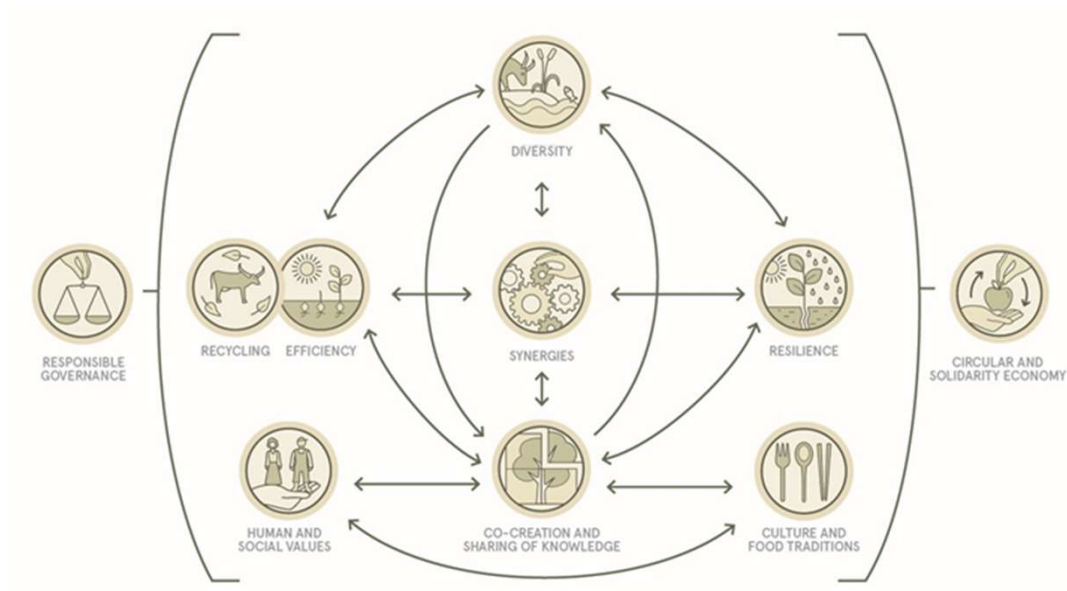 DIVERSITY
RESPONSIBLE
GOVERNANCE
RECYCLING
EFFICIENCY
SYNERGIES
RESILIENCE
CIRCULAR AND
SOLIDARITY ECONOMY
HUMAN AND
SOCIAL VALUES
CO-CREATION AND
SHARING OF KNOWLEDGE
CULTURE AND
FOOD TRADITIONS